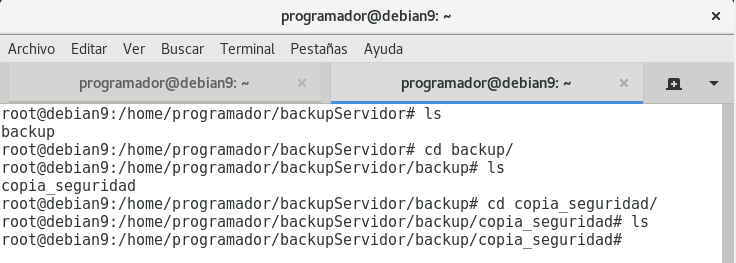 programador@debian9: ~
Archivo Editar Ver Buscar Terminal Pestañas Ayuda
programador@debian9: ~ programador@debian9: ~
root@debian9:/home/programador/backupServidor# ls
backup
root@debian9:/home/programador/backupServidor# cd backup/
root@debian9:/home/programador/backupServidor/backup# ls
copia_seguridad
root@debian9:/home/programador/backupServidor/backup# cd copia_seguridad/
root@debian9:/home/programador/backupServidor/backup/copia_seguridad# ls
root@debian9:/home/programador/backupServidor/backup/copia_seguridad#